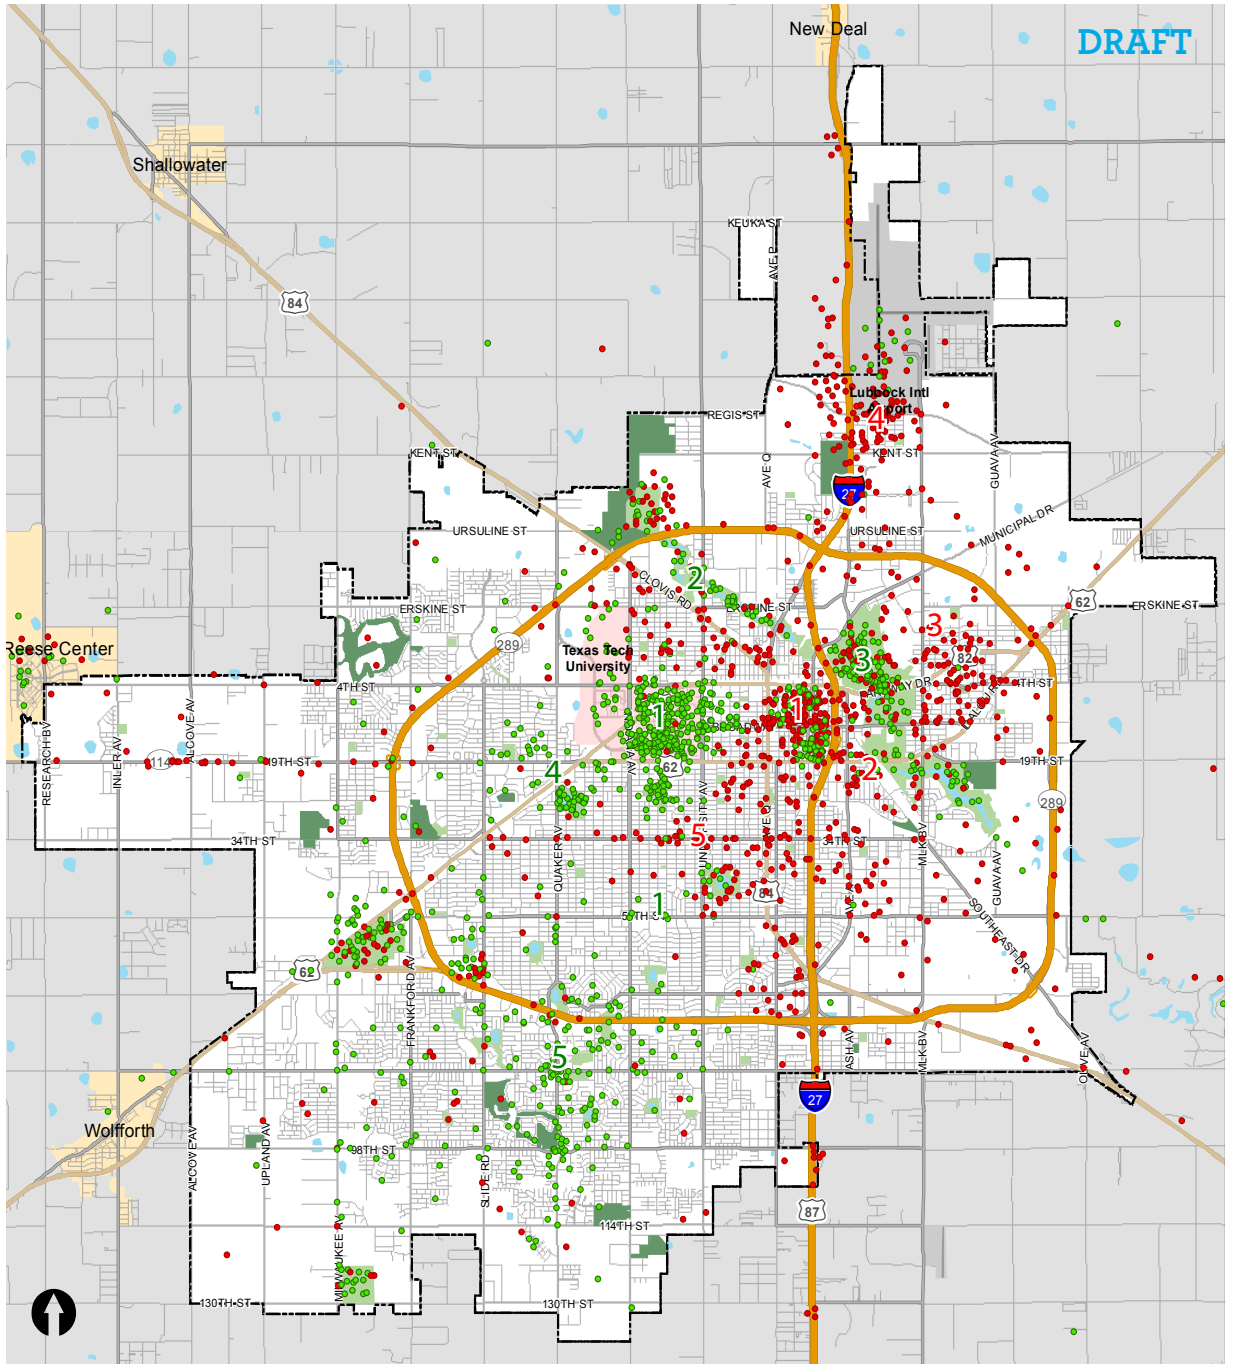 New Deal
DRAFT
Shallowater
KEUKA ST
AVE P
84
Lubbock Intl
Airport
4
REGIS ST
KENT ST
KENT ST
AVE Q
GUAVA AV
27
URSULINE ST
URSULINE ST
MUNICIPAL DR
CLOVIS RD
2
ERSKINE ST
ERSKINE ST
62
ERSKINE ST
289
Texas Tech
University
3
3
82
Reese Center
4TH ST
4TH ST
1
1
ALCOVE AV
RESEARCH BV
INLER AV
114
19TH ST
4
62
2
19TH ST
289
34TH ST
5
34TH ST
QUAKER AV
MLK BV
GUAVA AV
84
1
SOUTHEAST DR
62
FRANKFORD AV
5
ASH AV
MLK BV
OLIVE AV
27
Wolfforth
ALCOVE AV
UPLAND AV
98TH ST
SLIDE RD
87
114TH ST
MILWAUKEE AV
130TH ST
130TH ST